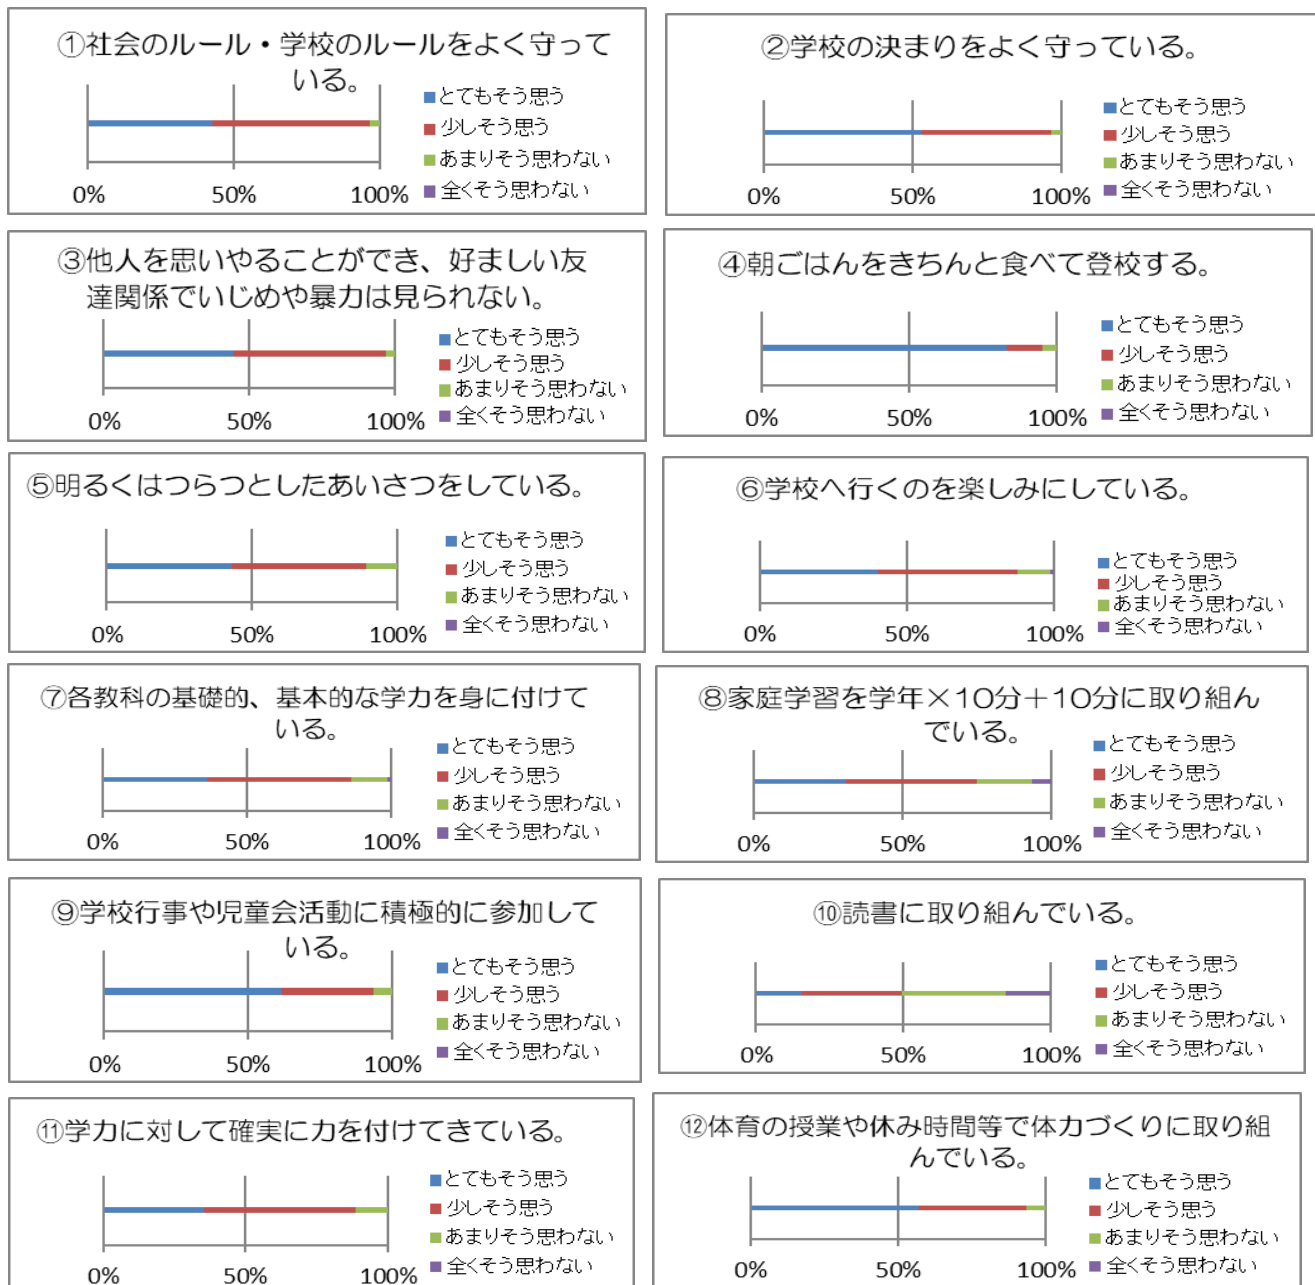 ①社会のルール・学校のルールをよく守って
いる。
とてもそう思う
少しそう思う
あまりそう思わない
全くそう思わない
0% 50% 100%
②学校の決まりをよく守っている。
とてもそう思う
少しそう思う
あまりそう思わない
全くそう思わない
0% 50% 100%
③他人を思いやることができ、好ましい友
達関係でいじめや暴力は見られない。
とてもそう思う
少しそう思う
あまりそう思わない
全くそう思わない
0% 50% 100%
④朝ごはんをきちんと食べて登校する。
とてもそう思う
少しそう思う
あまりそう思わない
全くそう思わない
0% 50% 100%
⑤明るくはつらつとしたあいさつをしている。
とてもそう思う
少しそう思う
あまりそう思わない
全くそう思わない
0% 50% 100%
⑥学校へ行くのを楽しみにしている。
とてもそう思う
少しそう思う
あまりそう思わない
全くそう思わない
0% 50% 100%
⑦各教科の基礎的、基本的な学力を身に付けて
いる。
とてもそう思う
少しそう思う
あまりそう思わない
全くそう思わない
0% 50% 100%
⑧家庭学習を学年×10分＋10分に取り組ん
でいる。
とてもそう思う
少しそう思う
あまりそう思わない
全くそう思わない
0% 50% 100%
⑨学校行事や児童会活動に積極的に参加して
いる。
とてもそう思う
少しそう思う
あまりそう思わない
全くそう思わない
0% 50% 100%
⑩読書に取り組んでいる。
とてもそう思う
少しそう思う
あまりそう思わない
全くそう思わない
0% 50% 100%
⑪学力に対して確実に力を付けてきている。
とてもそう思う
少しそう思う
あまりそう思わない
全くそう思わない
0% 50% 100%
⑫体育の授業や休み時間等で体力づくりに取り組
んでいる。
とてもそう思う
少しそう思う
あまりそう思わない
全くそう思わない
0% 50% 100%